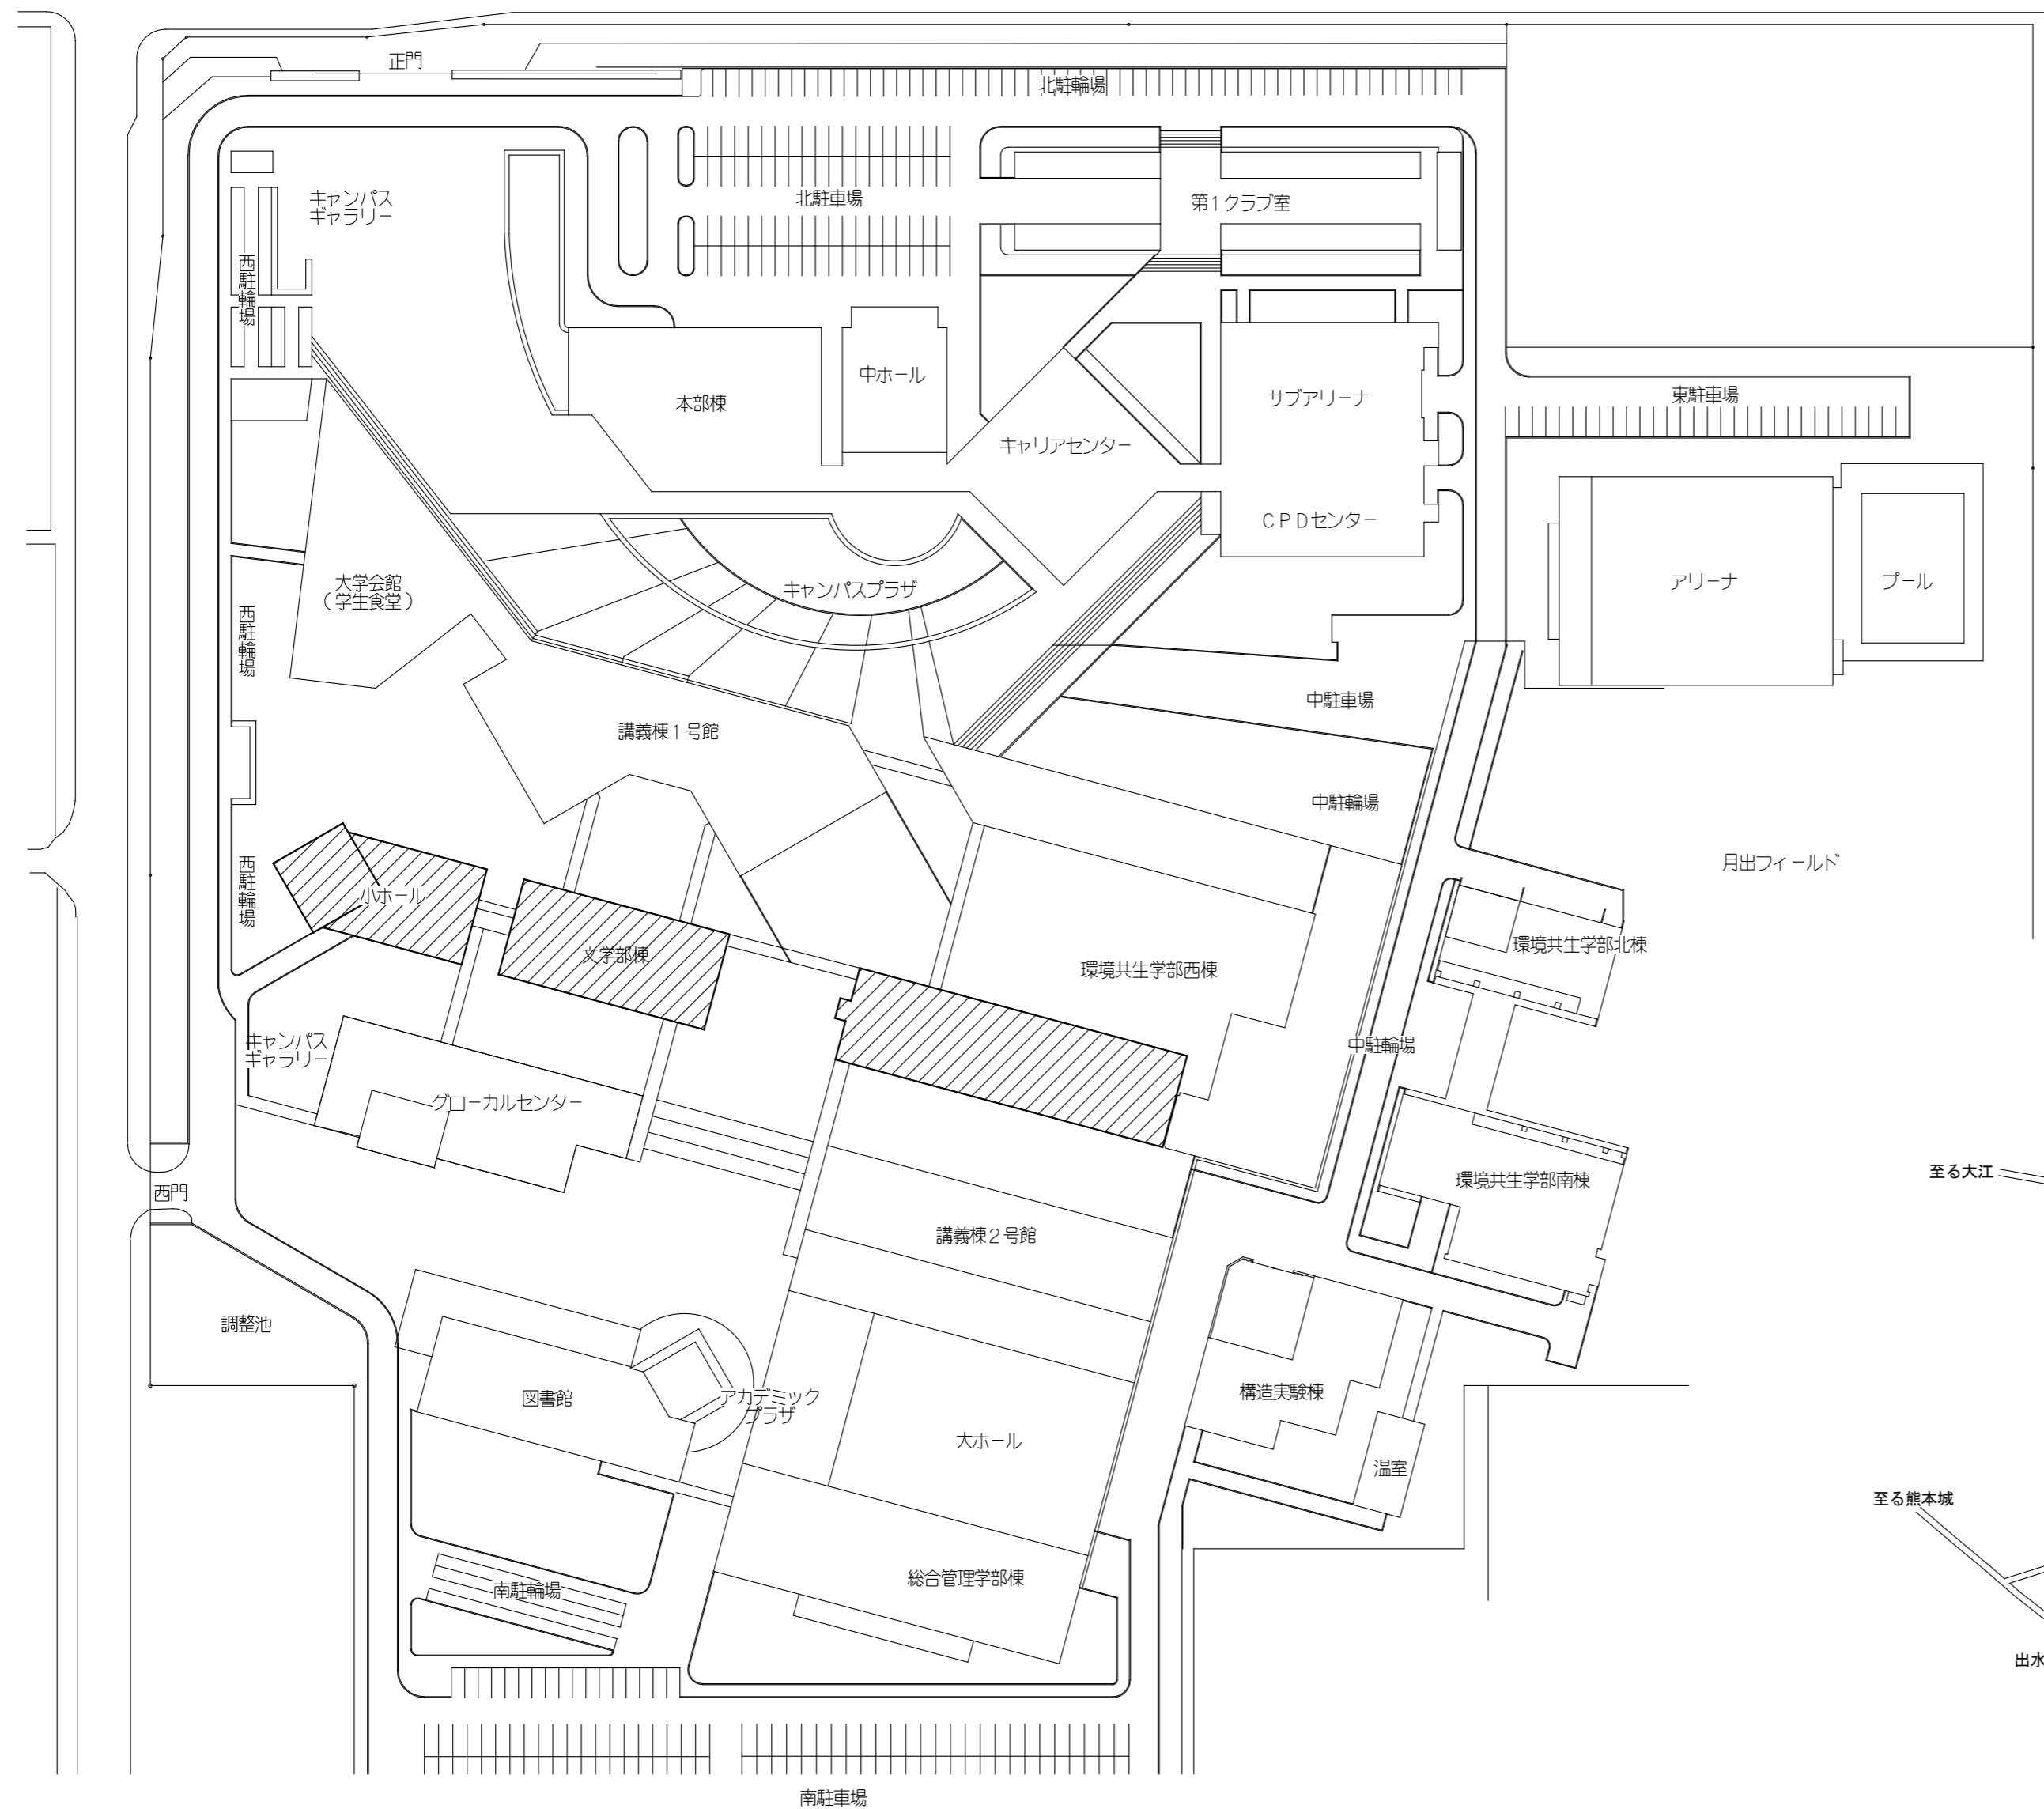 正門
北駐輪場
キャンパス
ギャラリー
北駐車場
第1クラブ室
西駐輪場
中ホール
本部棟
サブアリーナ
東駐車場
キャリアセンター
CPDセンター
大学会館
(学生食堂)
キャンパスプラザ
アリーナ
プール
西駐輪場
中駐車場
講義棟1号館
中駐輪場
月出フィールド
西駐輪場
小ホール
文学部棟
環境共生学部西棟
環境共生学部北棟
キャンパス
ギャラリー
中駐輪場
グローカルセンター
至る大江
西門
環境共生学部南棟
講義棟2号館
調整池
図書館
アカデミック
プラザ
構造実験棟
大ホール
温室
至る熊本城
総合管理学部棟
南駐輪場
出水
南駐車場